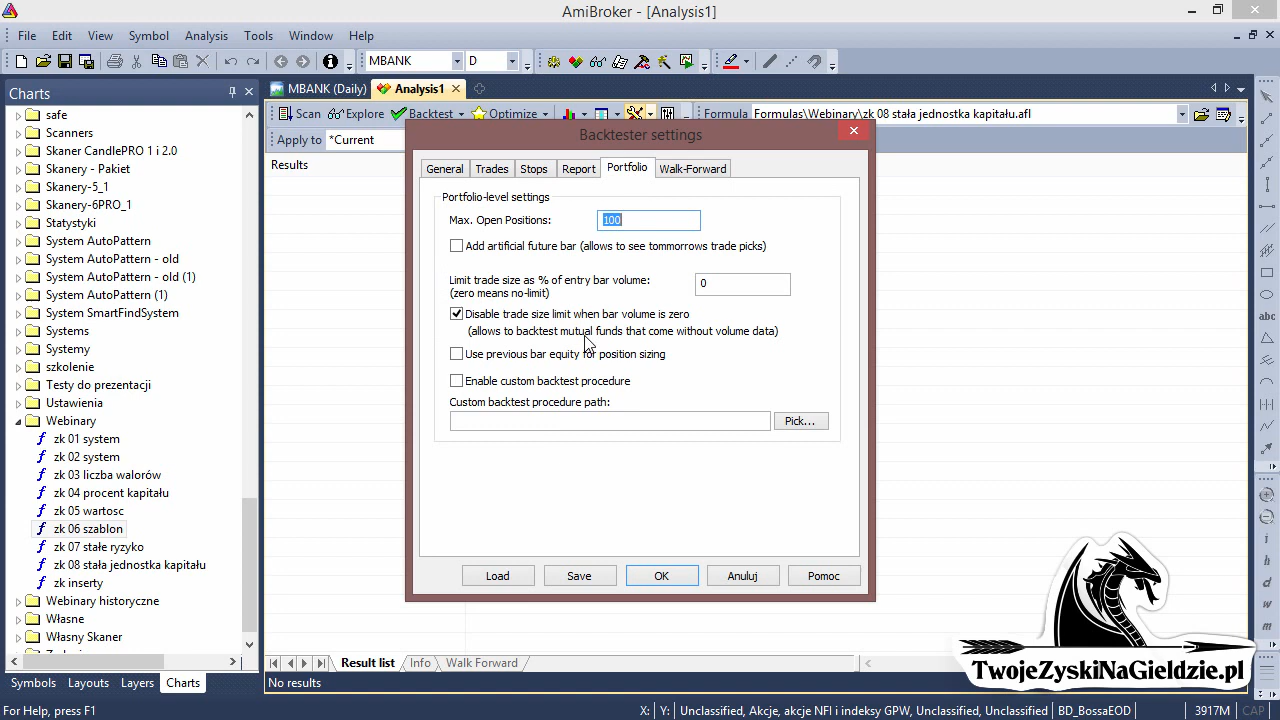 AmiBroker - [Analysis1]
File Edit View Symbol Analysis Tools Window Help
MBANK D
Charts
MBANK (Daily) Analysis1
safe
Scanners
Skaner CandlePRO 1 i 2.0
Skanery - Pakiet
Skanery-5_1
Skanery-6PRO_1
Statystyki
System AutoPattern
System AutoPattern - old
System AutoPattern - old (1)
System AutoPattern (1)
System SmartFindSystem
Systems
Systemy
szkolenie
Testy do prezentacji
Ustawienia
Webinary
zk 01 system
zk 02 system
zk 03 liczba walorów
zk 04 procent kapitału
zk 05 wartosc
zk 06 szablon
zk 07 stałe ryzyko
zk 08 stała jednostka kapitału
zk inserty
Webinary historyczne
Własne
Własny Skaner
Symbols Layouts Layers Charts
Scan Explore Backtest Optimize Formula Formulas\Webinary\zk 08 stała jednostka kapitału.afl
Apply to *Current
Results
Backtester settings
General Trades Stops Report Portfolio Walk-Forward
Portfolio-level settings
Max. Open Positions: 100
Add artificial future bar (allows to see tommorrows trade picks)
Limit trade size as % of entry bar volume: 0
(zero means no-limit)
Disable trade size limit when bar volume is zero
(allows to backtest mutual funds that come without volume data)
Use previous bar equity for position sizing
Enable custom backtest procedure
Custom backtest procedure path:
Pick...
Load Save OK Anuluj Pomoc
Result list Info Walk Forward
No results
abc
TwojeZyskiNaGieldzie.pl
For Help, press F1 X: Y: Unclassified, Akcje, akcje NFI i indeksy GPW, Unclassified, Unclassified BD_BossaEOD 3917M CAP